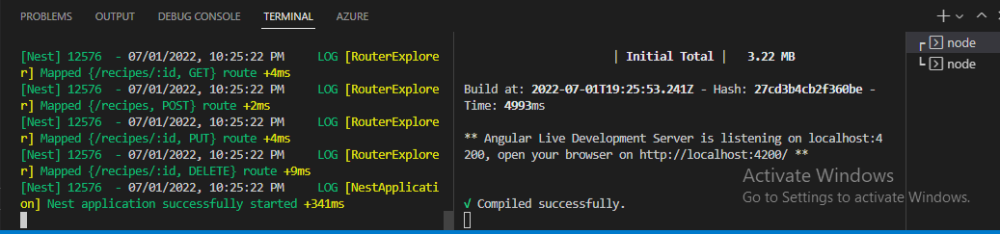 PROBLEMS OUTPUT DEBUG CONSOLE TERMINAL AZURE
[Nest] 12576  - 07/01/2022, 10:25:22 PM     LOG [RouterExplore
r] Mapped {/recipes/:id, GET} route +4ms
[Nest] 12576  - 07/01/2022, 10:25:22 PM     LOG [RouterExplore
r] Mapped {/recipes, POST} route +2ms
[Nest] 12576  - 07/01/2022, 10:25:22 PM     LOG [RouterExplore
r] Mapped {/recipes/:id, PUT} route +4ms
[Nest] 12576  - 07/01/2022, 10:25:22 PM     LOG [RouterExplore
r] Mapped {/recipes/:id, DELETE} route +9ms
[Nest] 12576  - 07/01/2022, 10:25:22 PM     LOG [NestApplicati
on] Nest application successfully started +341ms
| Initial Total |   3.22 MB
Build at: 2022-07-01T19:25:53.241Z - Hash: 27cd3b4cb2f360be -
Time: 4993ms
** Angular Live Development Server is listening on localhost:4
200, open your browser on http://localhost:4200/ **
√ Compiled successfully.
node
node
Activate Windows
Go to Settings to activate Windows.